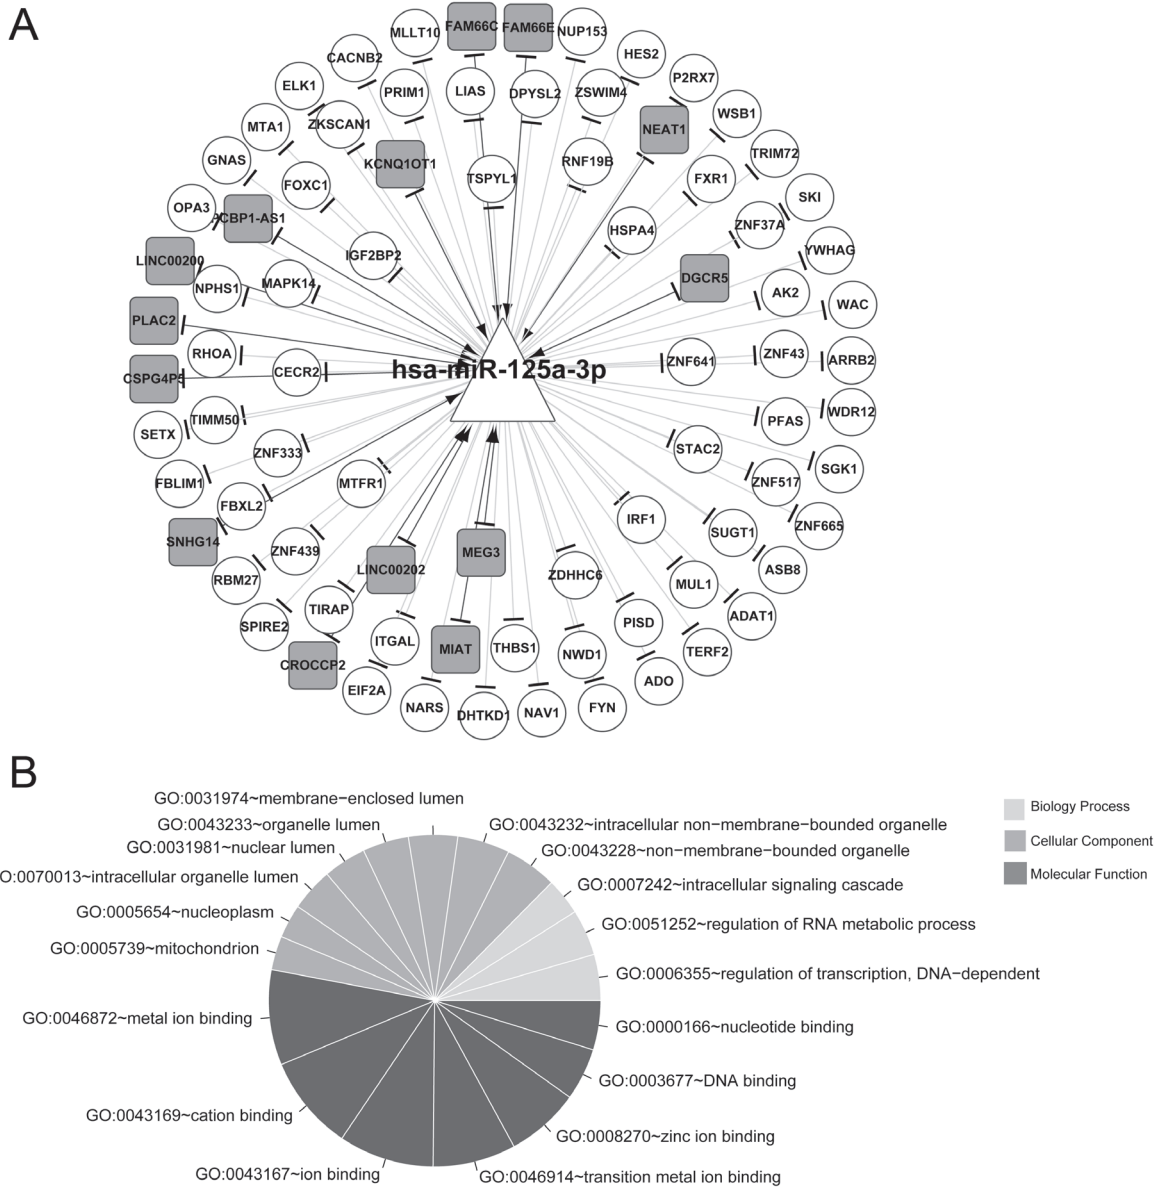 A
MLLT10
FAM66C
FAM66E
NUP153
CACNB2
HES2
ELK1
PRIM1
LIAS
DPYSL2
ZSWIM4
P2RX7
MTA1
ZKSCAN1
NEAT1
WSB1
GNAS
KCNQ1OT1
TSPYL1
RNF19B
TRIM72
FOXC1
FXR1
SKI
OPA3
ACBP1-AS1
HSPA4
ZNF37A
LINC00200
IGF2BP2
YWHAG
NPHS1
MAPK14
DGCR5
AK2
WAC
PLAC2
RHOA
CECR2
hsa-miR-125a-3p
ZNF641
ZNF43
ARRB2
CSPG4P5
SETX
TIMM50
PFAS
WDR12
ZNF333
STAC2
FBLIM1
MTFR1
ZNF517
SGK1
FBXL2
IRF1
SUGT1
ZNF665
SNHG14
ZNF439
LINC00202
MEG3
ZDHHC6
ASB8
RBM27
MUL1
SPIRE2
TIRAP
PISD
ADAT1
CROCCP2
ITGAL
MIAT
THBS1
NWD1
TERF2
EIF2A
ADO
NARS
DHTKD1
NAV1
FYN
B
GO:0031974~membrane−enclosed lumen
GO:0043233~organelle lumen
GO:0031981~nuclear lumen
O:0070013~intracellular organelle lumen
GO:0005654~nucleoplasm
GO:0005739~mitochondrion
GO:0046872~metal ion binding
GO:0043169~cation binding
GO:0043167~ion binding
GO:0043232~intracellular non−membrane−bounded organelle
GO:0043228~non−membrane−bounded organelle
GO:0007242~intracellular signaling cascade
GO:0051252~regulation of RNA metabolic process
GO:0006355~regulation of transcription, DNA−dependent
GO:0000166~nucleotide binding
GO:0003677~DNA binding
GO:0008270~zinc ion binding
GO:0046914~transition metal ion binding
Biology Process
Cellular Component
Molecular Function